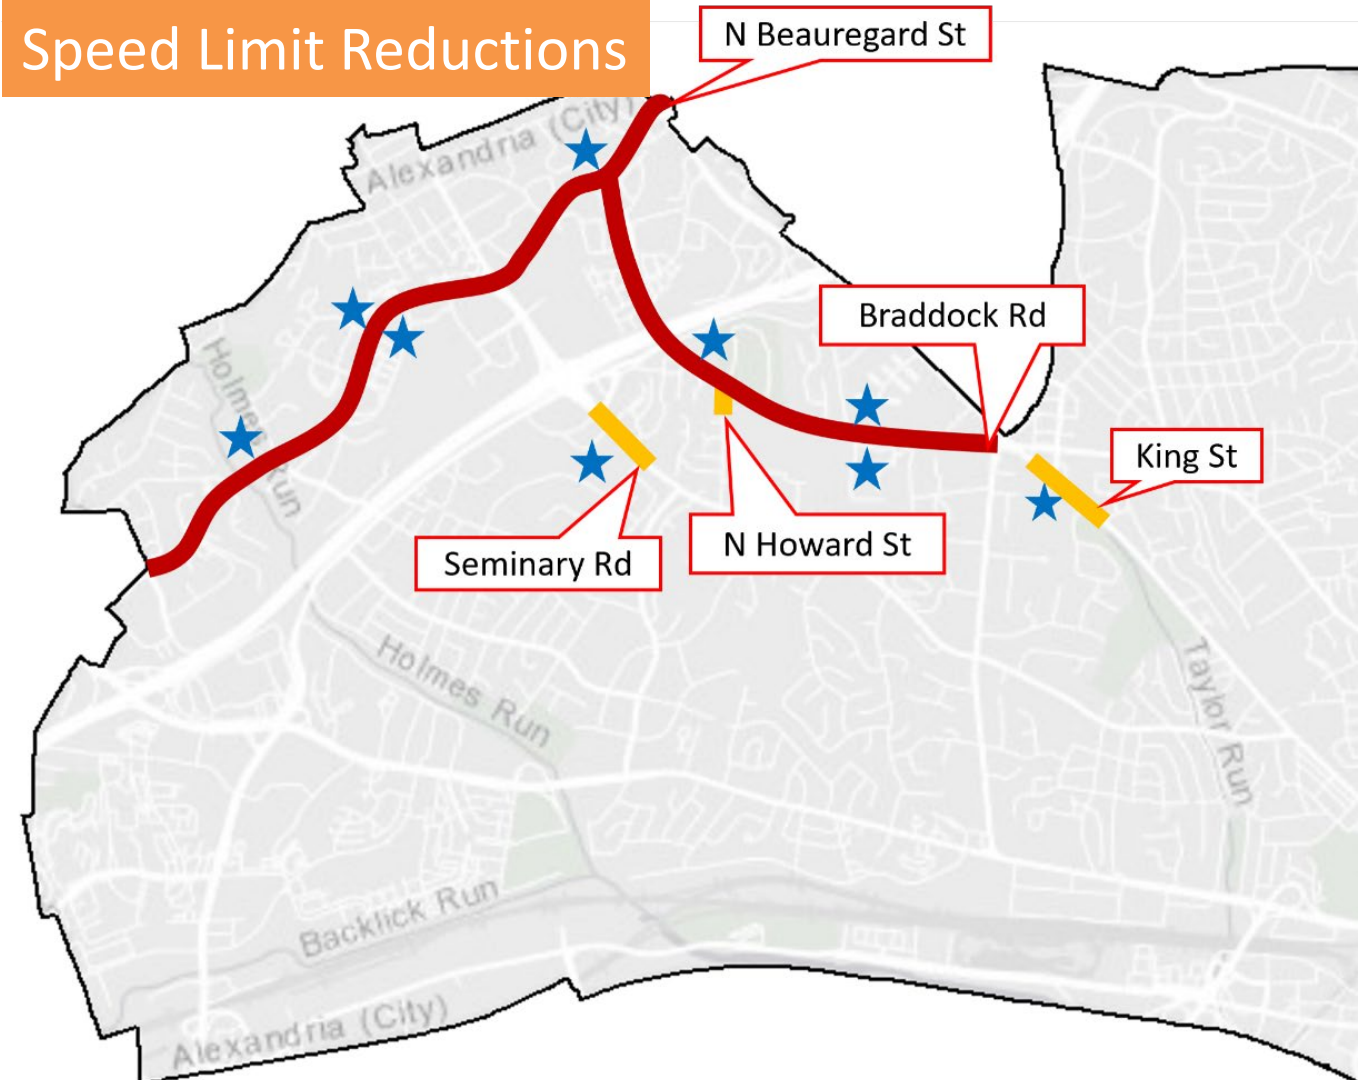 Speed Limit Reductions
N Beauregard St
Alexandria (City)
Braddock Rd
Holmes Run
King St
N Howard St
Seminary Rd
Holmes Run
Taylor Run
Backlick Run
Alexandria (City)